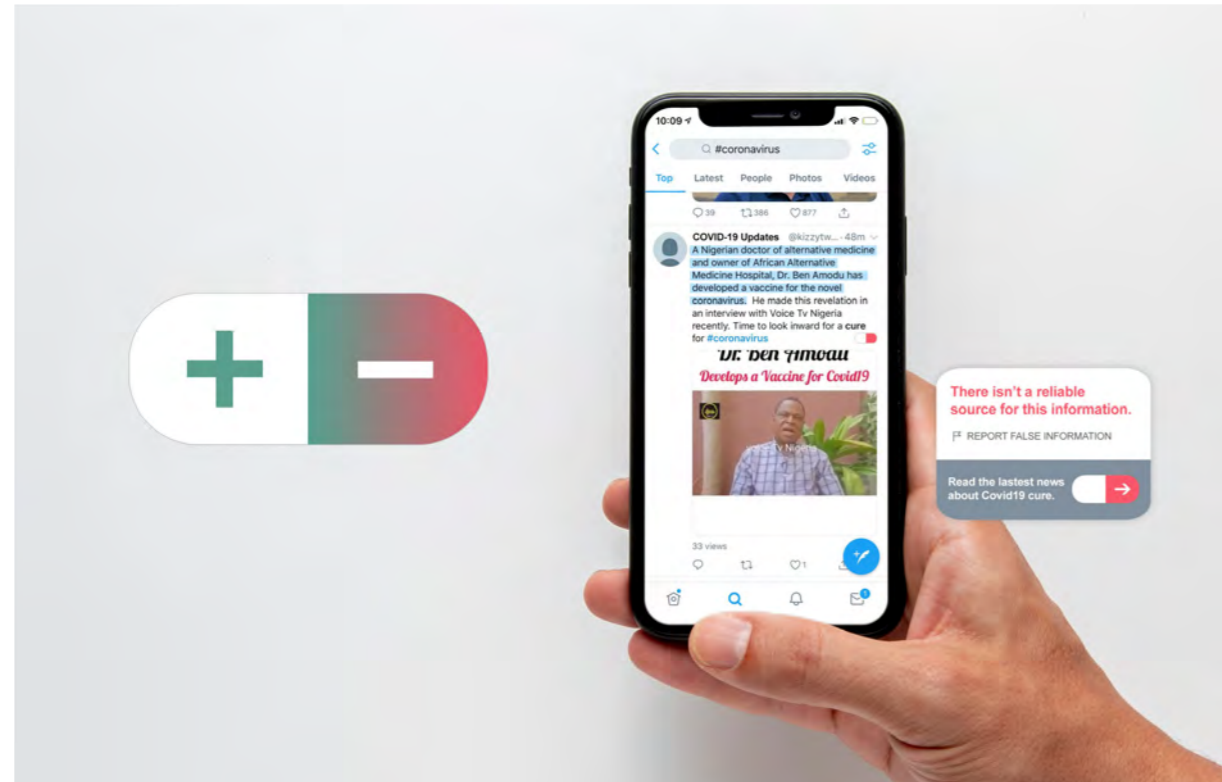 + −
10:09
#coronavirus
Top Latest People Photos Videos
39 386 877
COVID-19 Updates @kizzytw... · 48m
A Nigerian doctor of alternative medicine
and owner of African Alternative
Medicine Hospital, Dr. Ben Amodu has
developed a vaccine for the novel
coronavirus. He made this revelation in
an interview with Voice Tv Nigeria
recently. Time to look inward for a cure
for #coronavirus
Dr. Ben Amodu
Develops a Vaccine for Covid19
Tv Nigeria
33 views
1
1
There isn't a reliable
source for this information.
REPORT FALSE INFORMATION
Read the lastest news
about Covid19 cure.